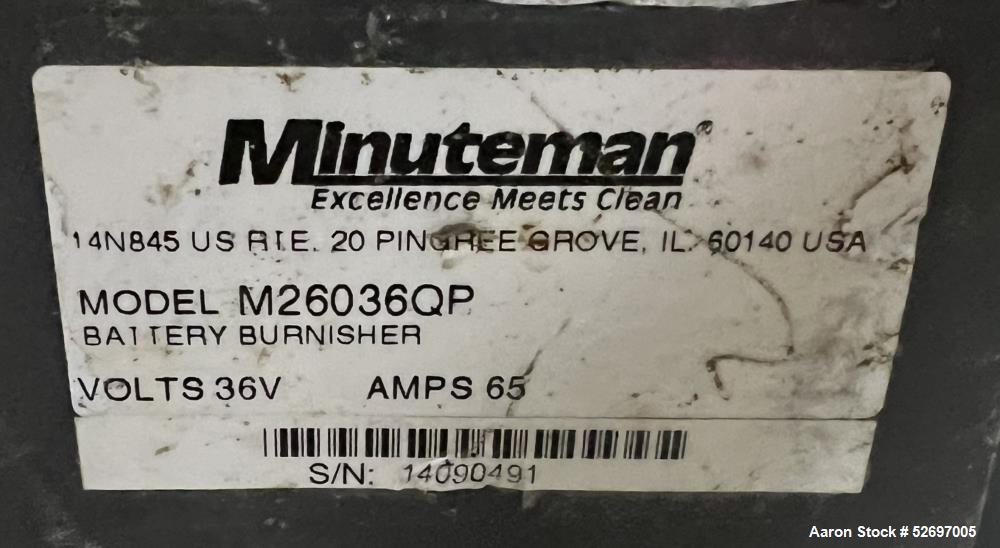 Minuteman®
Excellence Meets Clean
14N845 US RTE. 20 PINGREE GROVE, IL. 60140 USA
MODEL M26036QP
BATTERY BURNISHER
VOLTS 36V AMPS 65
S/N: 14090491
Aaron Stock # 52697005